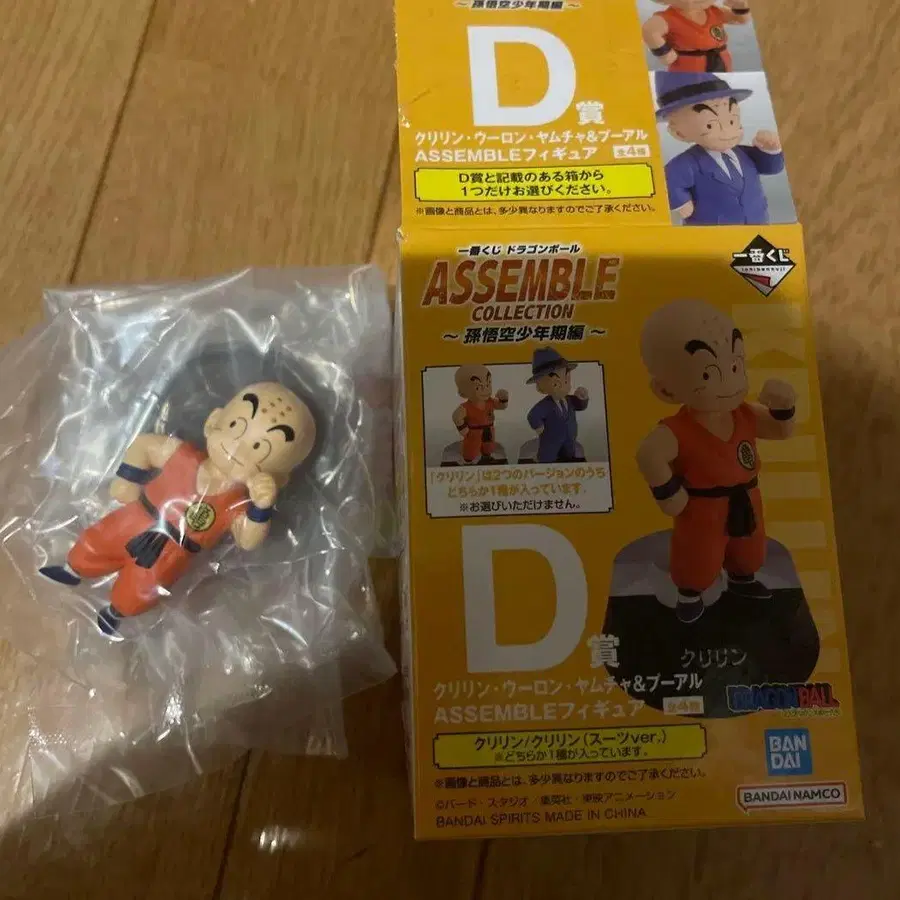 ～孫悟空少年期編～
D賞
クリリン・ウーロン・ヤムチャ&プーアル
ASSEMBLEフィギュア 全4種
D賞と記載のある箱から
1つだけお選びください。
※画像と商品とは、多少異なりますのでご了承ください。
一番くじ ドラゴンボール
ASSEMBLE
COLLECTION
～孫悟空少年期編～
一番くじ
「クリリン」は2つのバージョンのうち
どちらか1種が入っています。
※お選びいただけません。
D賞
クリリン
クリリン・ウーロン・ヤムチャ&プーアル
ASSEMBLEフィギュア 全4種
DRAGON BALL
クリリン/クリリン(スーツver.)
※どちらか1種が入っています。
BAN
DAI
※画像と商品とは、多少異なりますのでご了承ください。
©バード・スタジオ/集英社・東映アニメーション
BANDAI SPIRITS MADE IN CHINA
BANDAI NAMCO